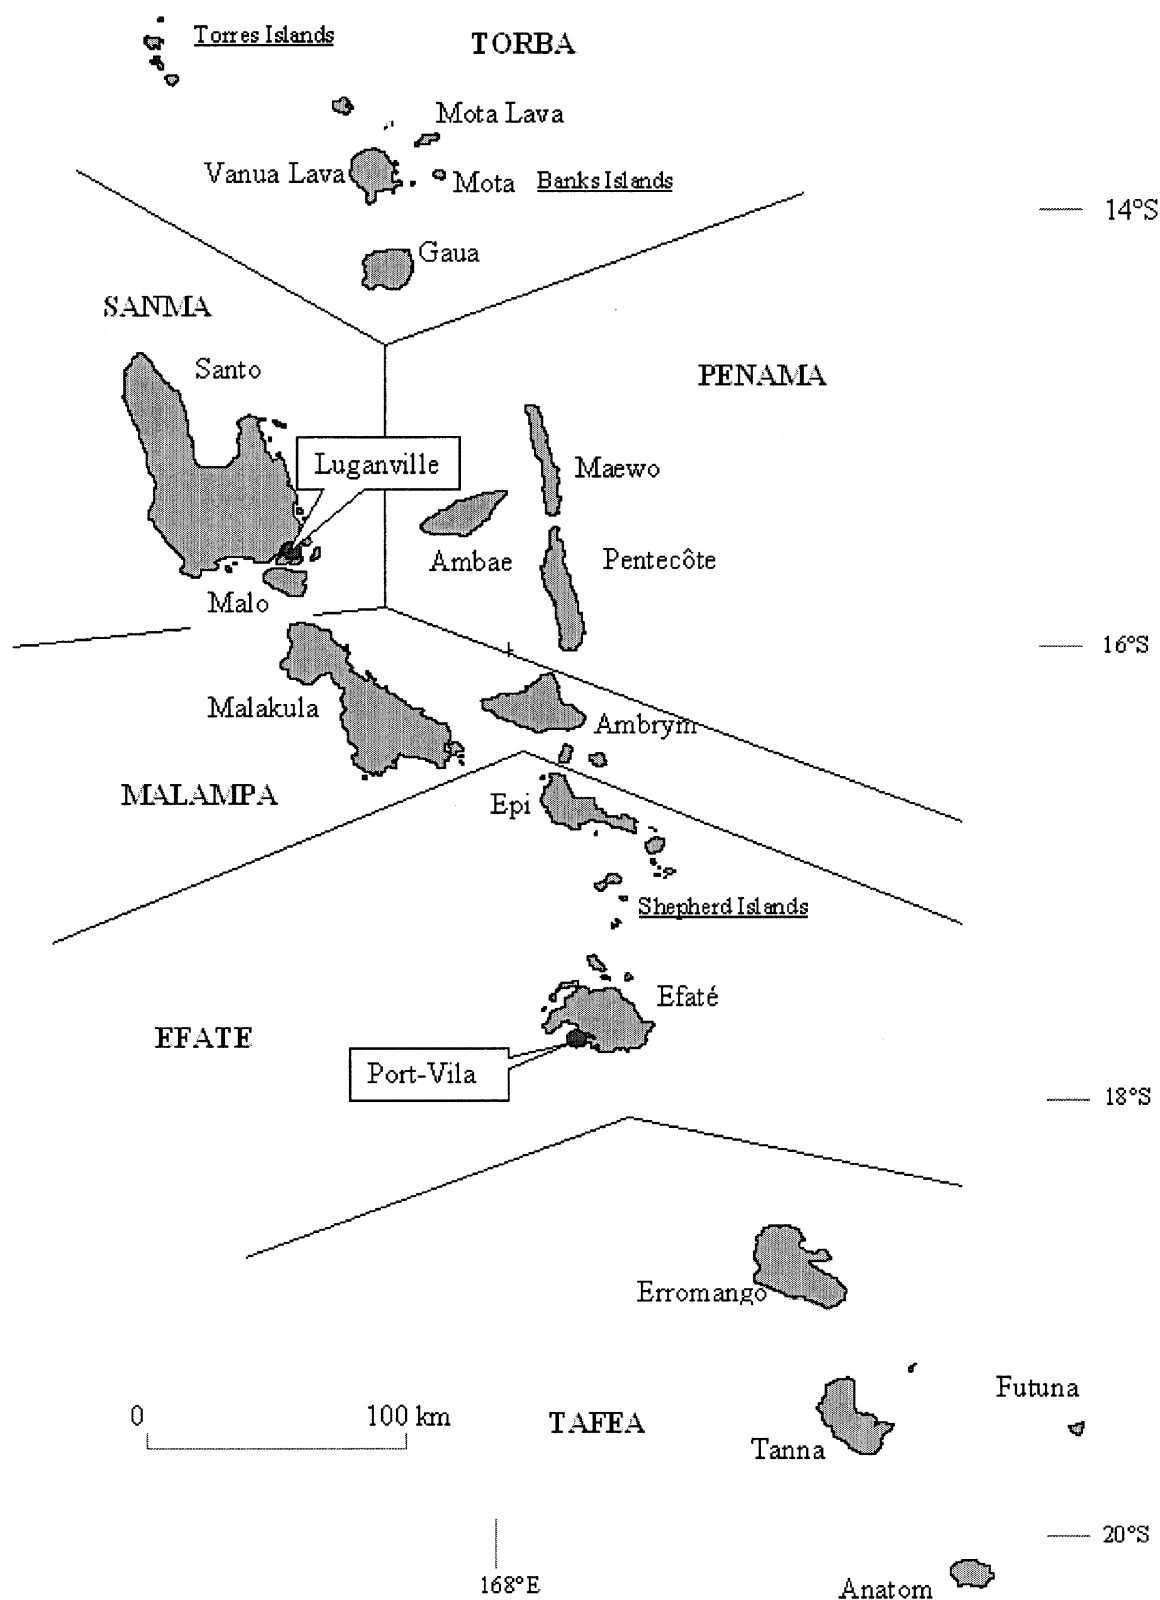 Torres Islands
TORBA
Mota Lava
Vanua Lava
Mota
Banks Islands
14°S
Gaua
SANMA
Santo
PENAMA
Luganville
Maewo
Ambae
Pentecôte
Malo
16°S
Malakula
Ambrym
MALAMPA
Epi
Shepherd Islands
Efaté
EFATE
Port-Vila
18°S
Erromango
Futuna
0
100 km
TAFEA
Tanna
20°S
168°E
Anatom